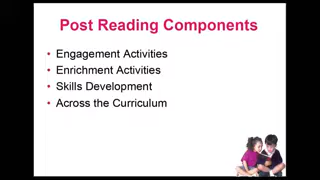 Post Reading Components
• Engagement Activities
• Enrichment Activities
• Skills Development
• Across the Curriculum